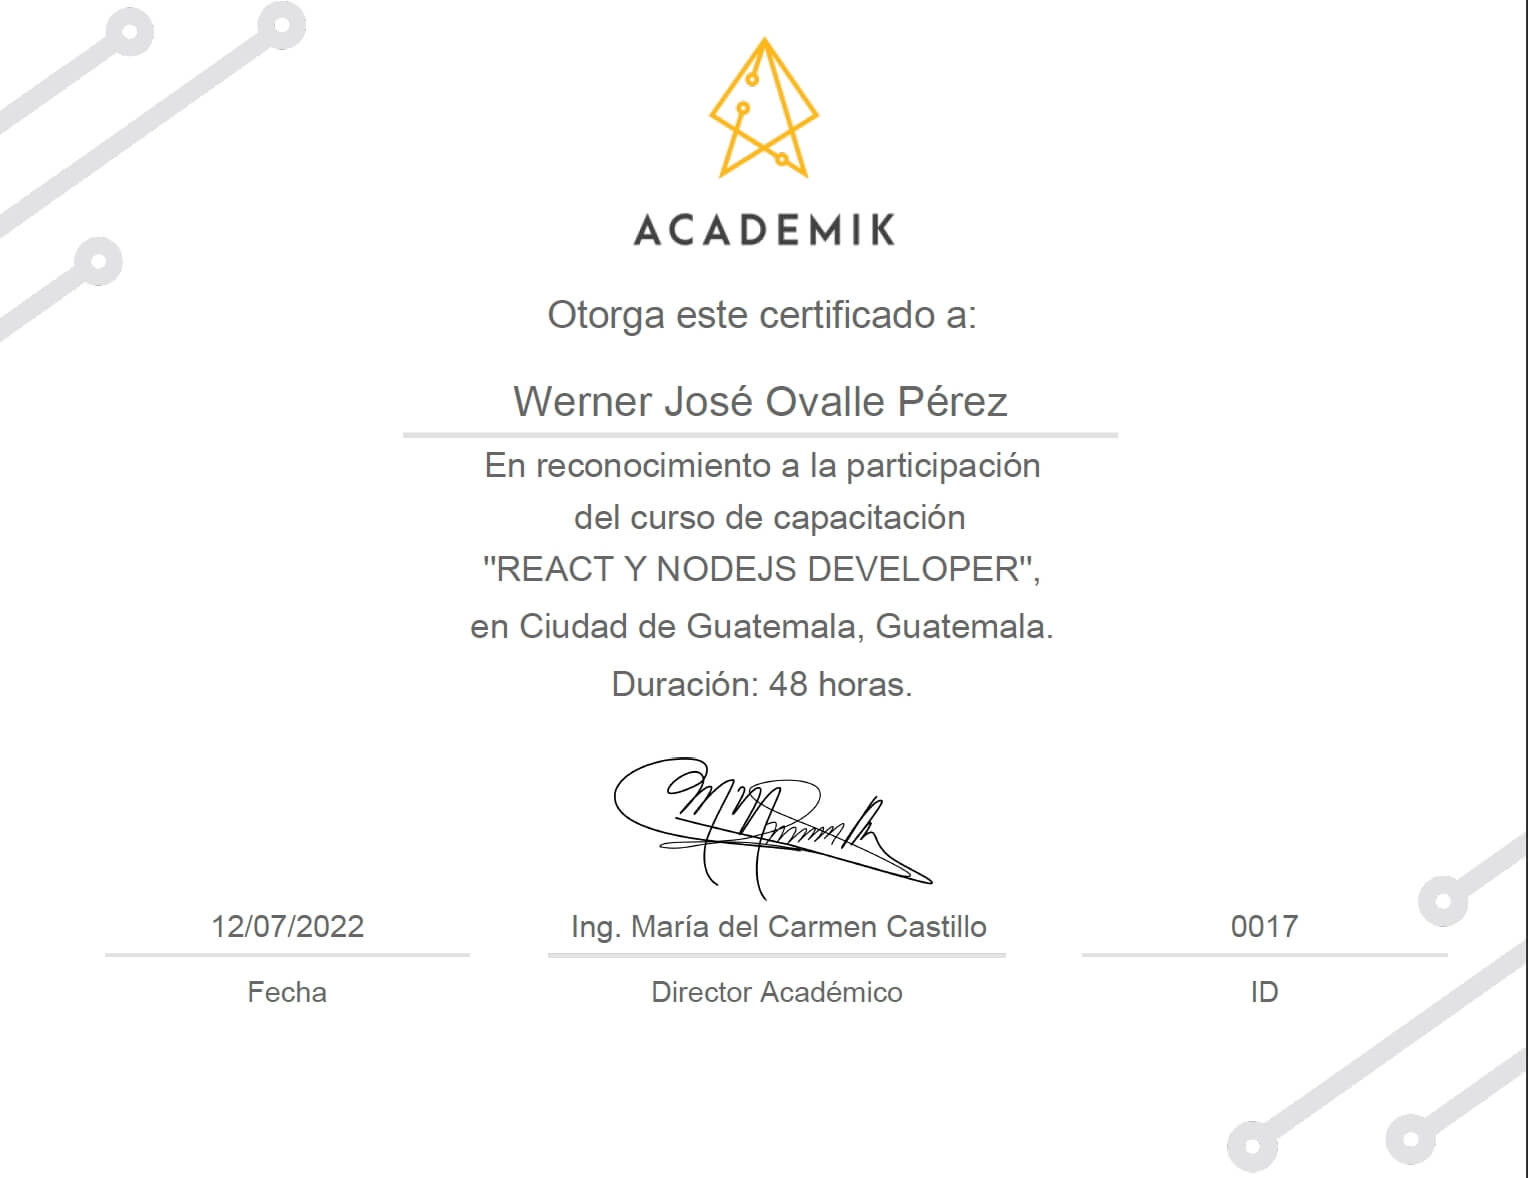 ACADEMIK
Otorga este certificado a:
Werner José Ovalle Pérez
En reconocimiento a la participación
del curso de capacitación
"REACT Y NODEJS DEVELOPER",
en Ciudad de Guatemala, Guatemala.
Duración: 48 horas.
12/07/2022
Fecha
Ing. María del Carmen Castillo
Director Académico
0017
ID